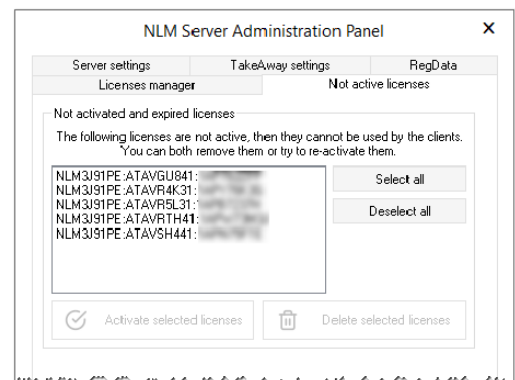 NLM Server Administration Panel
Server settings
TakeAway settings
RegData
Licenses manager
Not active licenses
Not activated and expired licenses
The following licenses are not active, then they cannot be used by the clients.
You can both remove them or try to re-activate them.
NLM3J91PE:ATAVGU841:
NLM3J91PE:ATAVR4K31:
NLM3J91PE:ATAVR5L31:
NLM3J91PE:ATAVRTH41:
NLM3J91PE:ATAVSH441:
Select all
Deselect all
Activate selected licenses
Delete selected licenses